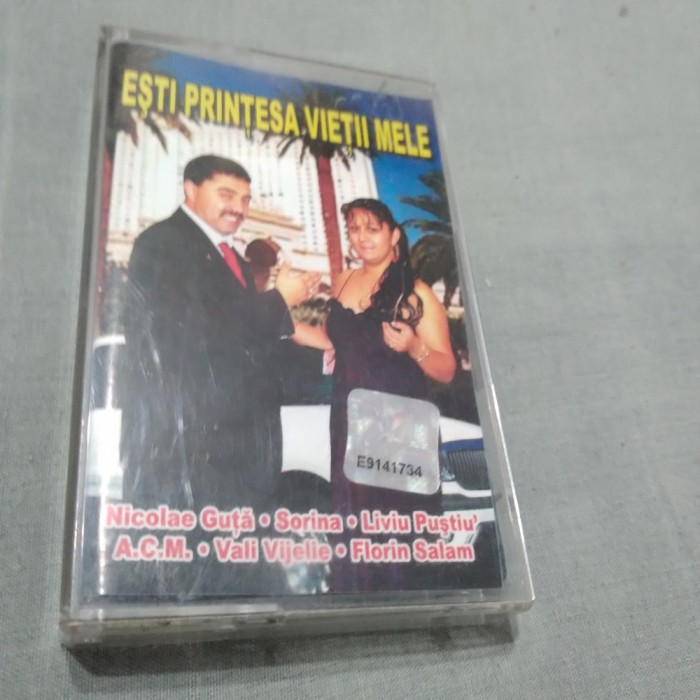 EȘTI PRINȚESA VIEȚII MELE
E9141734
Nicolae Guță • Sorina • Liviu Puștiu'
A.C.M. • Vali Vijelie • Florin Salam